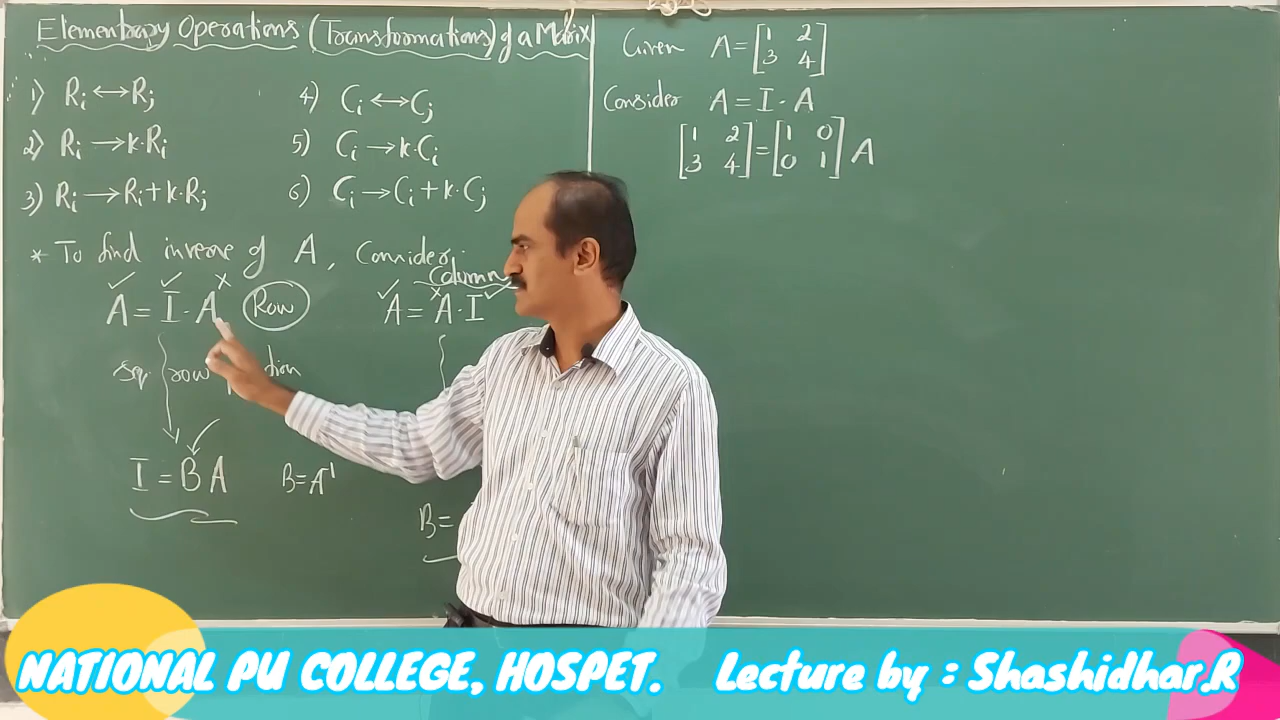 Elementary Operations (Transformations) of a Matrix
1) Ri ↔ Rj
2) Ri → k.Ri
3) Ri → Ri + k.Rj
4) Ci ↔ Cj
5) Ci → k.Ci
6) Ci → Ci + k.Cj
* To find inverse of A, Consider
✓ ✓ × Column
A = I · A Row
✓ × ✓
A = A · I
Sq row
I = B A B = A⁻¹
B =
Given A = [1 2; 3 4]
Consider A = I · A
[1 2; 3 4] = [1 0; 0 1] A
NATIONAL PU COLLEGE, HOSPET. Lecture by : Shashidhar.R